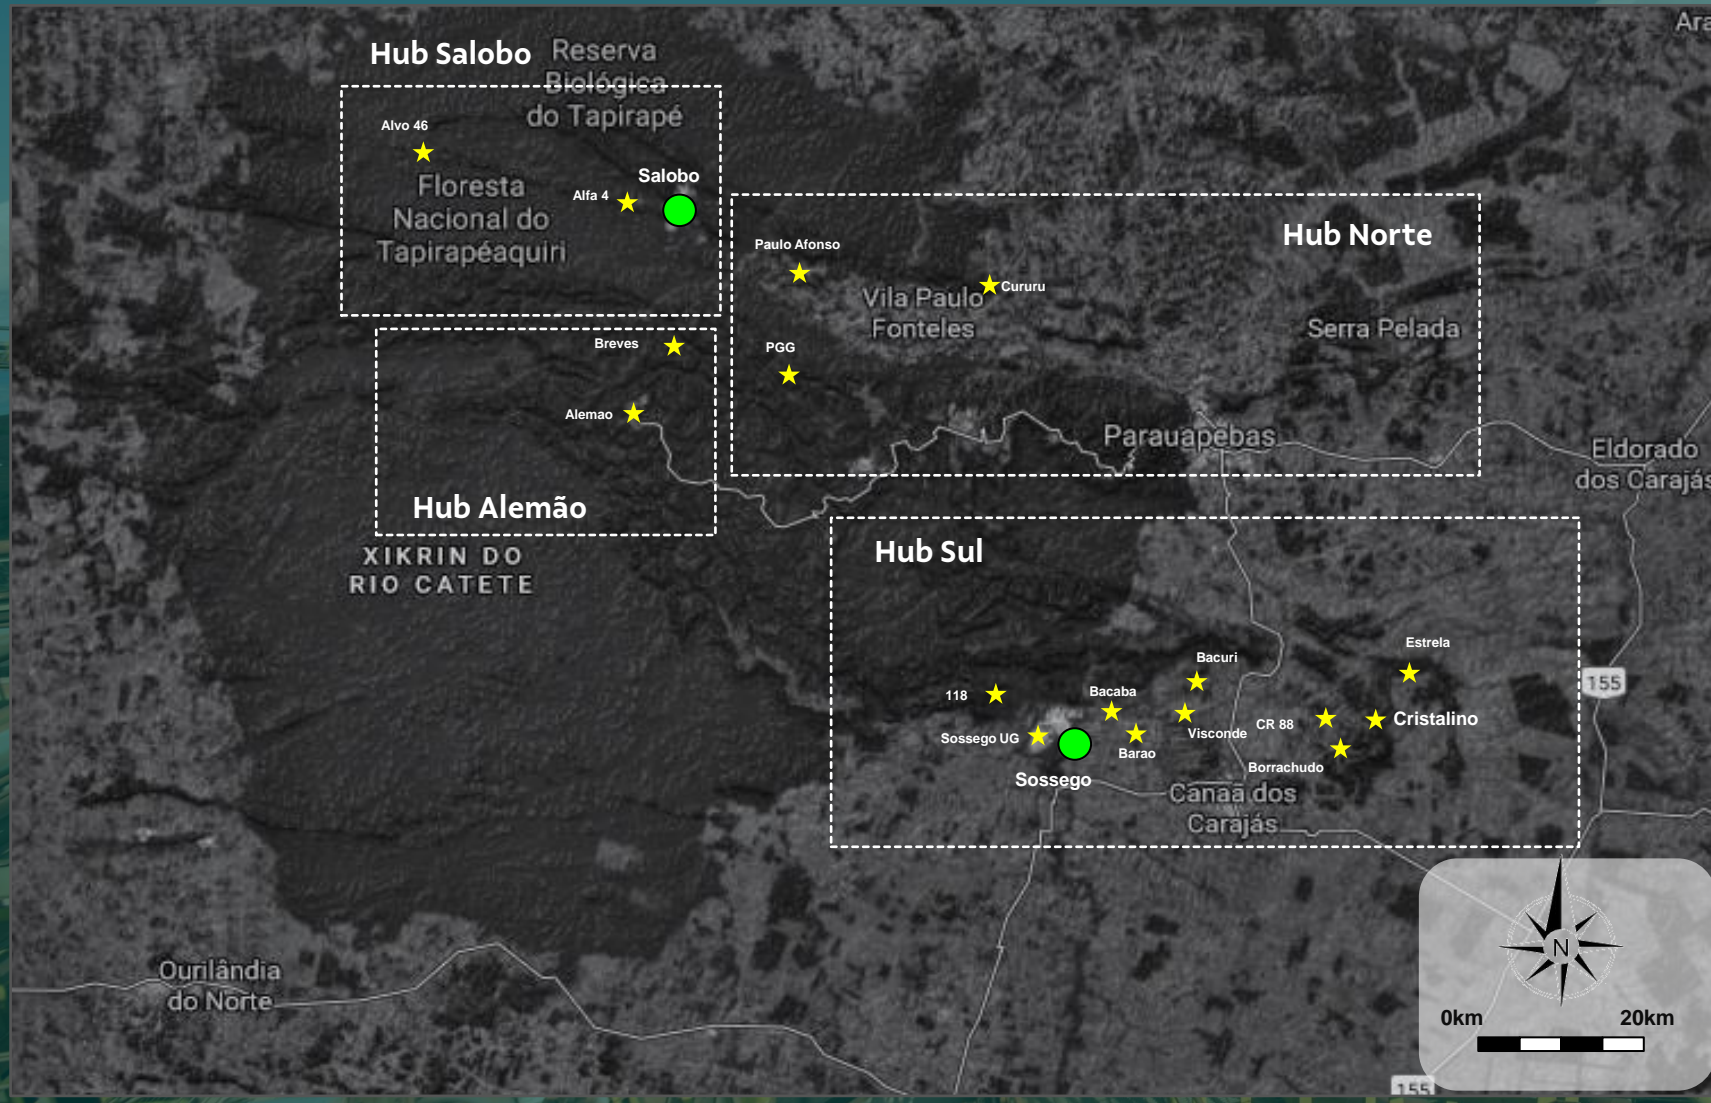 Ara
Hub Salobo
Reserva
Biológica
do Tapirapé
Alvo 46
Salobo
Floresta
Nacional do
Tapirapéaquiri
Alfa 4
Hub Norte
Paulo Afonso
Cururu
Vila Paulo
Fonteles
Serra Pelada
Breves
PGG
Alemao
Parauapebas
Eldorado
dos Carajás
Hub Alemão
XIKRIN DO
RIO CATETE
Hub Sul
Estrela
Bacuri
155
118
Bacaba
Cristalino
CR 88
Visconde
Sossego UG
Barao
Borrachudo
Sossego
Canaã dos
Carajás
N
Ourilândia
do Norte
0km
20km
155